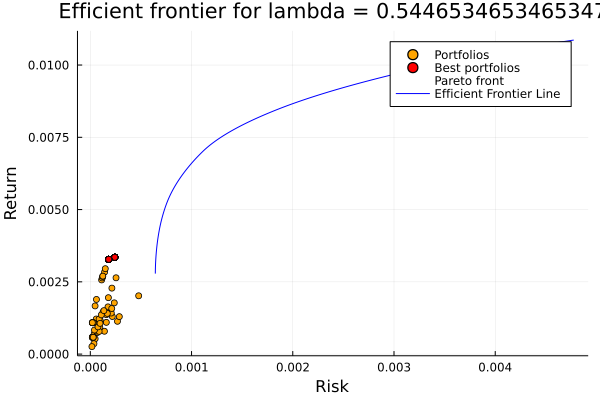 Efficient frontier for lambda = 0.5446534653465347
0.0100
0.0075
0.0050
0.0025
0.0000
Return
Portfolios
Best portfolios
Pareto front
Efficient Frontier Line
0.000
0.001
0.002
0.003
0.004
Risk